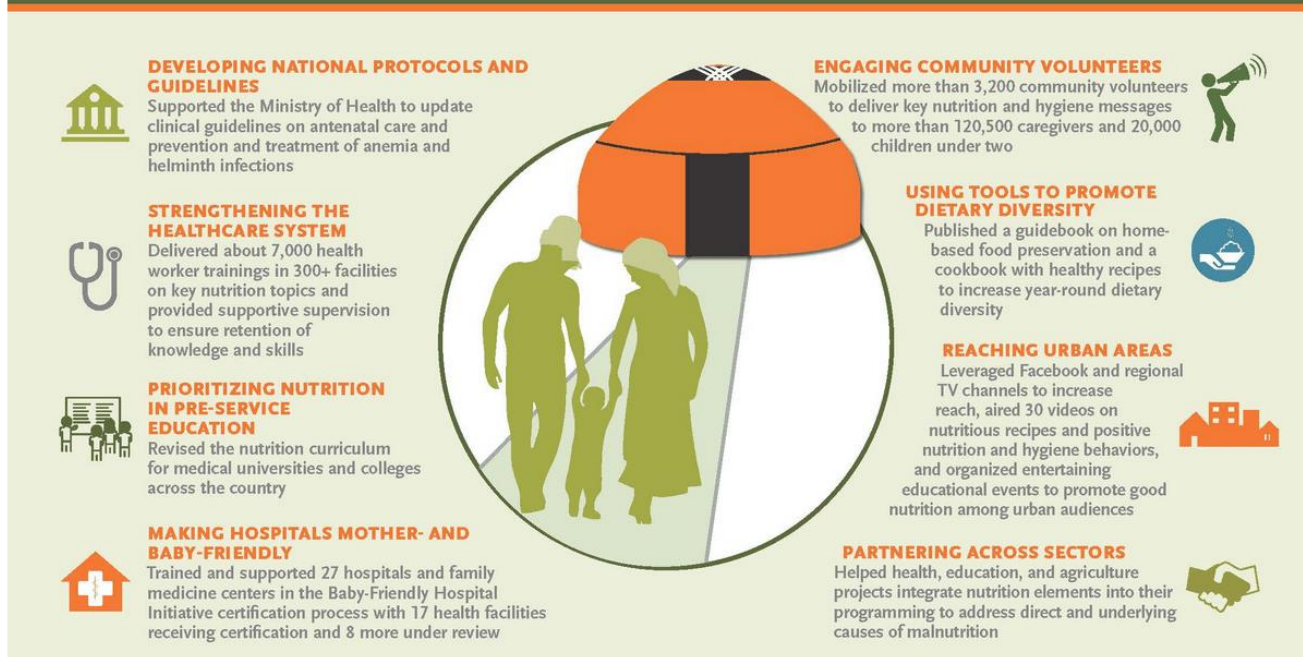 DEVELOPING NATIONAL PROTOCOLS AND
GUIDELINES
Supported the Ministry of Health to update
clinical guidelines on antenatal care and
prevention and treatment of anemia and
helminth infections
STRENGTHENING THE
HEALTHCARE SYSTEM
Delivered about 7,000 health
worker trainings in 300+ facilities
on key nutrition topics and
provided supportive supervision
to ensure retention of
knowledge and skills
PRIORITIZING NUTRITION
IN PRE-SERVICE
EDUCATION
Revised the nutrition curriculum
for medical universities and colleges
across the country
MAKING HOSPITALS MOTHER- AND
BABY-FRIENDLY
Trained and supported 27 hospitals and family
medicine centers in the Baby-Friendly Hospital
Initiative certification process with 17 health facilities
receiving certification and 8 more under review
ENGAGING COMMUNITY VOLUNTEERS
Mobilized more than 3,200 community volunteers
to deliver key nutrition and hygiene messages
to more than 120,500 caregivers and 20,000
children under two
USING TOOLS TO PROMOTE
DIETARY DIVERSITY
Published a guidebook on home-
based food preservation and a
cookbook with healthy recipes
to increase year-round dietary
diversity
REACHING URBAN AREAS
Leveraged Facebook and regional
TV channels to increase
reach, aired 30 videos on
nutritious recipes and positive
nutrition and hygiene behaviors,
and organized entertaining
educational events to promote good
nutrition among urban audiences
PARTNERING ACROSS SECTORS
Helped health, education, and agriculture
projects integrate nutrition elements into their
programming to address direct and underlying
causes of malnutrition